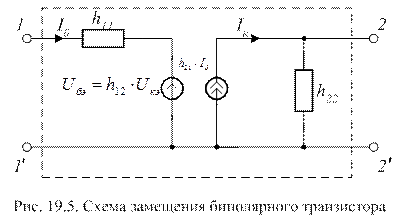 1
I_б
h_11
I_к
2
h_21 · I_б
U_бэ = h_12 · U_кэ
h_22
1'
2'
Рис. 19.5. Схема замещения биполярного транзистора